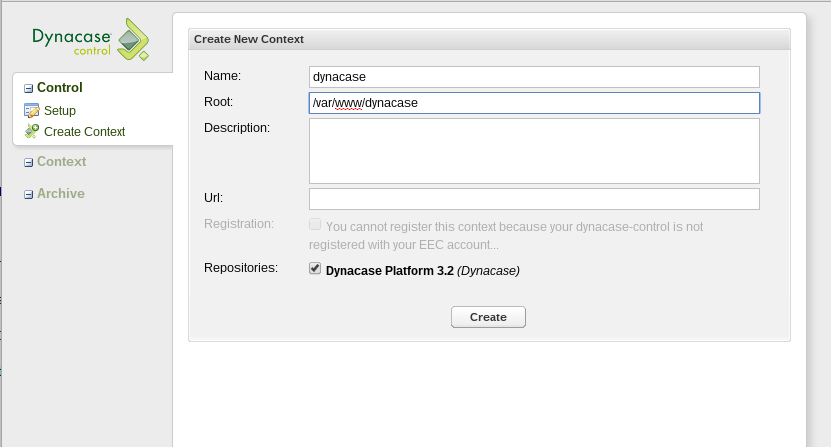 Dynacase
control
Control
Setup
Create Context
Context
Archive
Create New Context
Name: dynacase
Root: /var/www/dynacase
Description:
Url:
Registration: You cannot register this context because your dynacase-control is not
registered with your EEC account...
Repositories: Dynacase Platform 3.2 (Dynacase)
Create